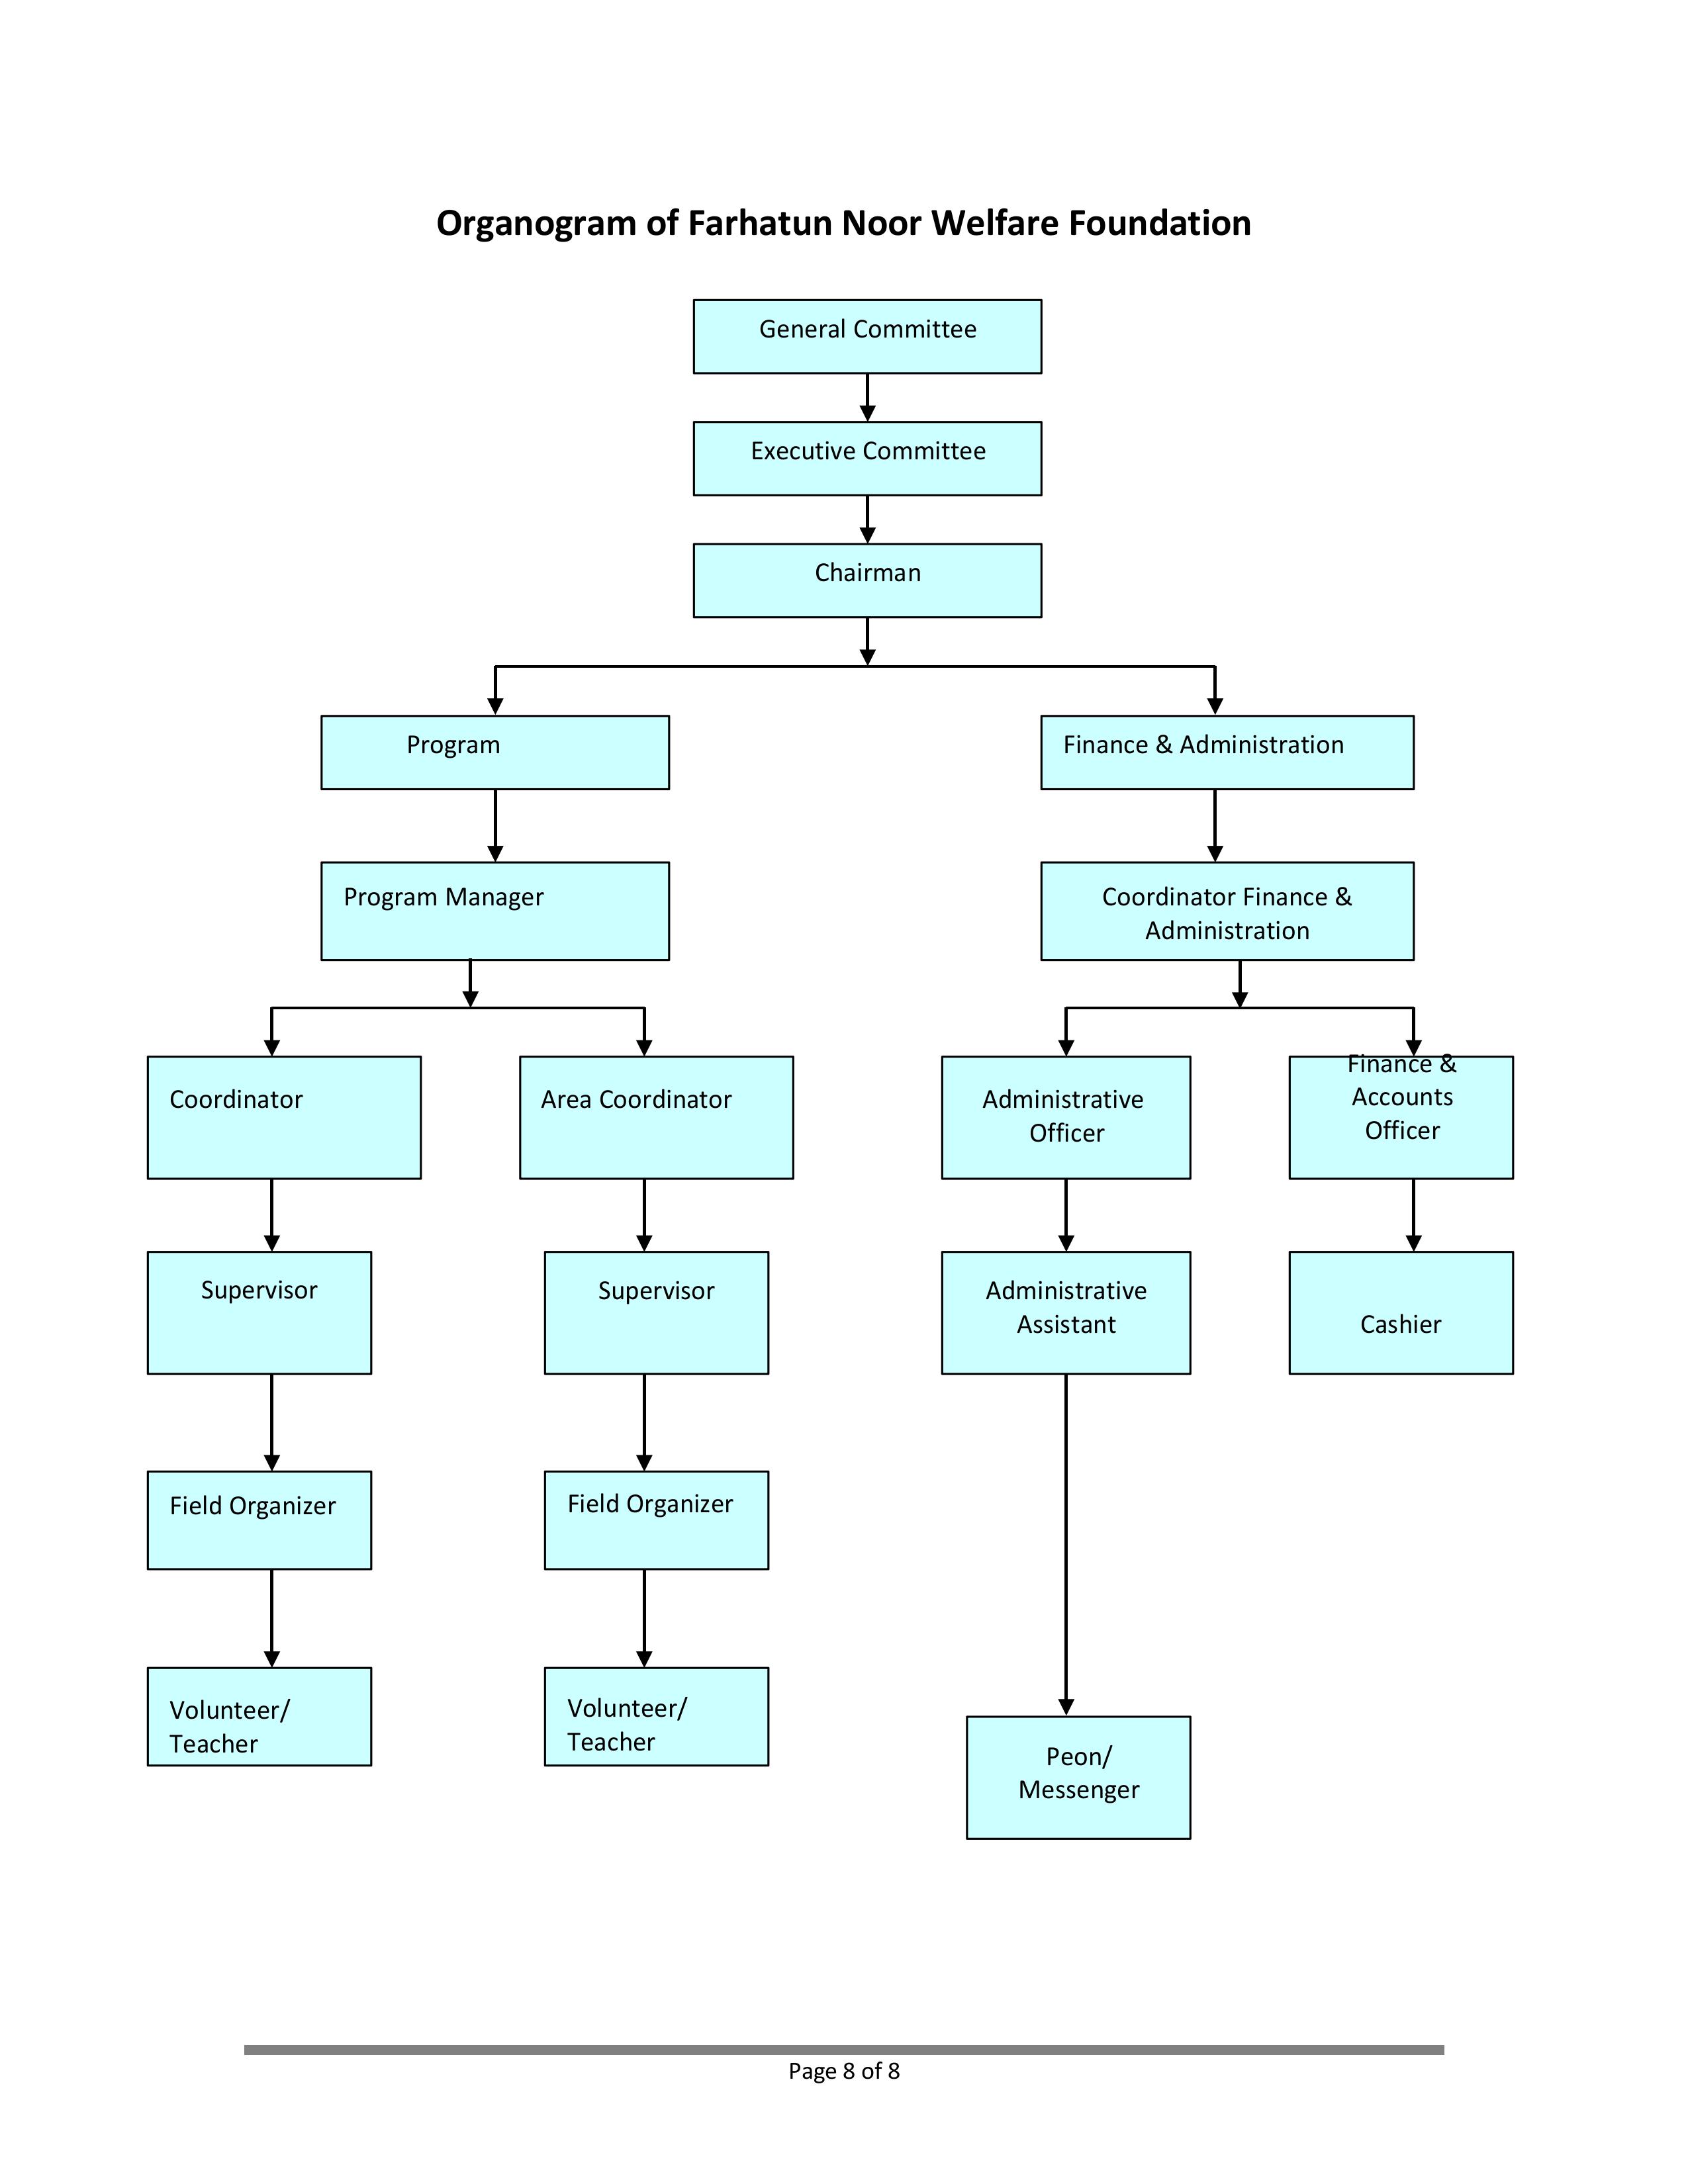 Organogram of Farhatun Noor Welfare Foundation
General Committee
Executive Committee
Chairman
Program
Finance & Administration
Program Manager
Coordinator Finance &
Administration
Coordinator
Area Coordinator
Administrative
Officer
Finance &
Accounts
Officer
Supervisor
Supervisor
Administrative
Assistant
Cashier
Field Organizer
Field Organizer
Volunteer/
Teacher
Volunteer/
Teacher
Peon/
Messenger
Page 8 of 8